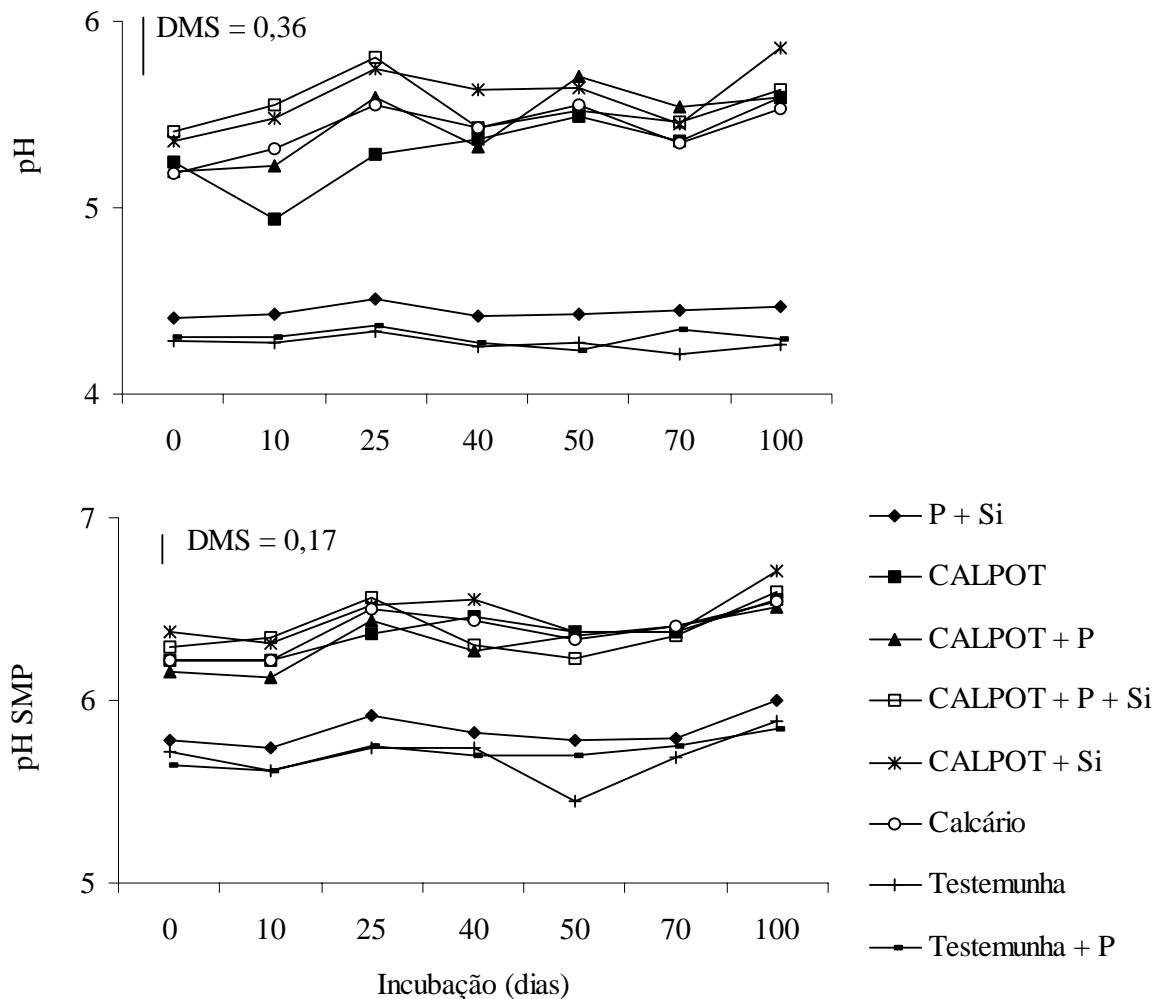 6
DMS = 0,36
pH
5
4
0 10 25 40 50 70 100
7
DMS = 0,17
pH SMP
6
5
0 10 25 40 50 70 100
Incubação (dias)
P + Si
CALPOT
CALPOT + P
CALPOT + P + Si
CALPOT + Si
Calcário
Testemunha
Testemunha + P